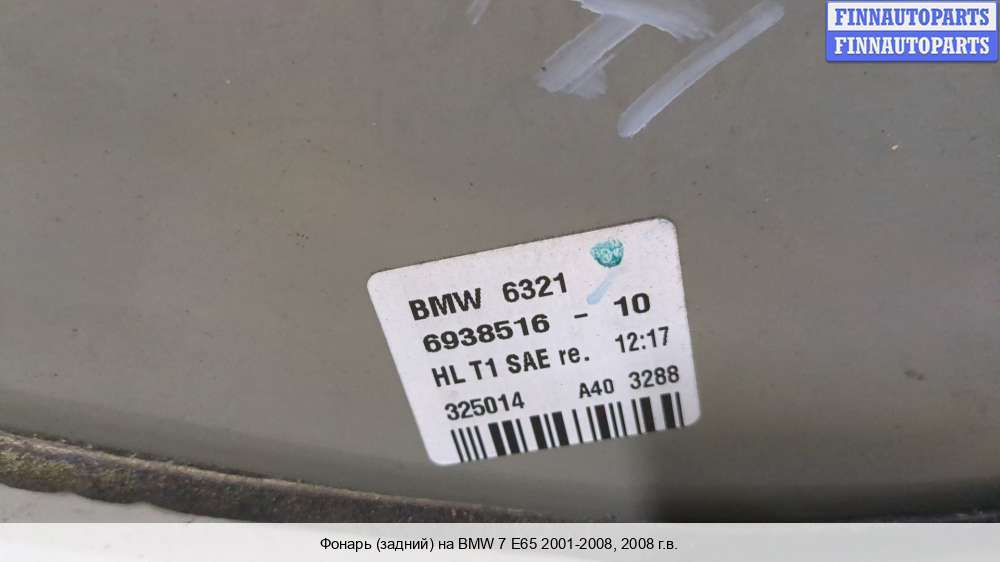 FINNAUTOPARTS
FINNAUTOPARTS
BMW 6321
6938516 - 10
HL T1 SAE re. 12:17
325014 A40 3288
Фонарь (задний) на BMW 7 E65 2001-2008, 2008 г.в.